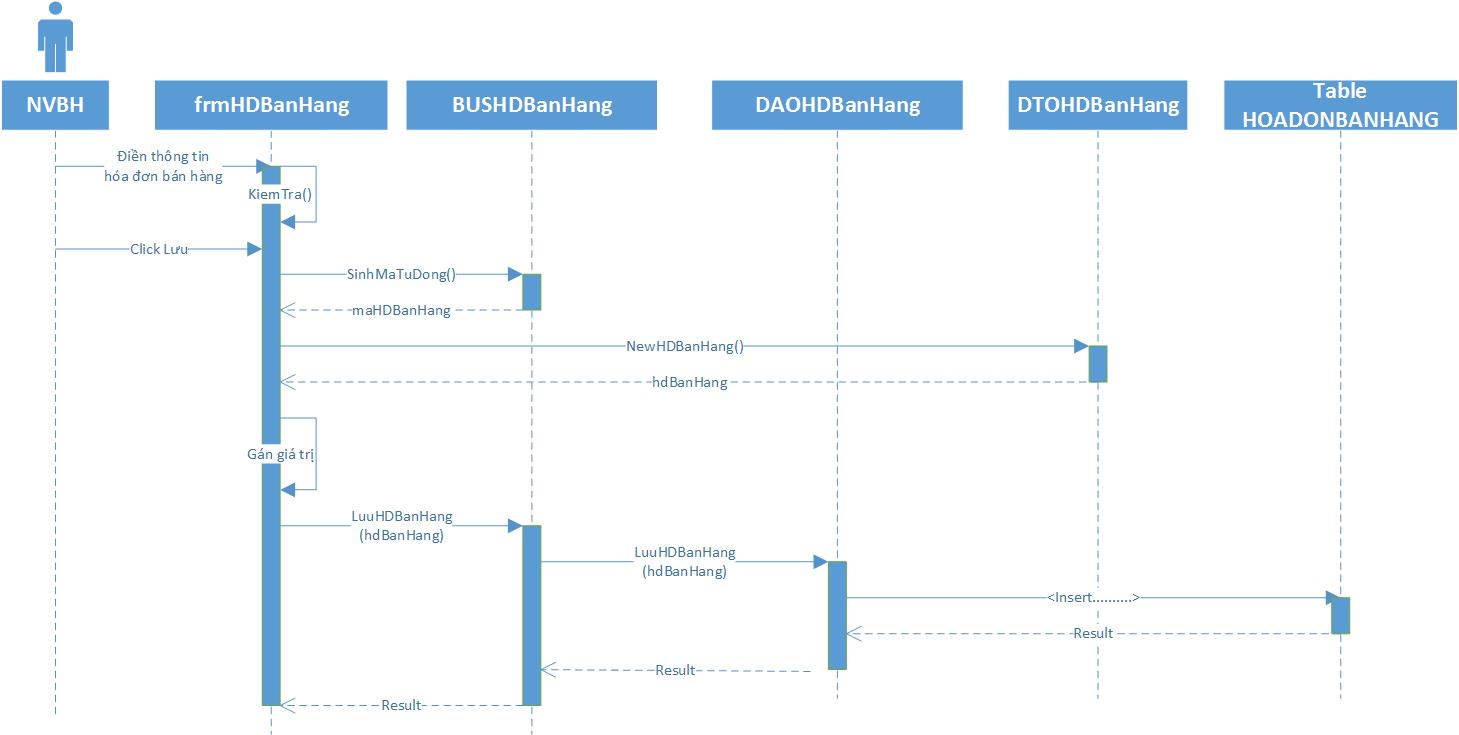 NVBH
frmHDBanHang
BUSHDBanHang
DAOHDBanHang
DTOHDBanHang
Table
HOADONBANHANG
Điền thông tin
hóa đơn bán hàng
KiemTra()
Click Lưu
SinhMaTuDong()
maHDBanHang
NewHDBanHang()
hdBanHang
Gán giá trị
LuuHDBanHang
(hdBanHang)
LuuHDBanHang
(hdBanHang)
<Insert..........>
Result
Result
Result